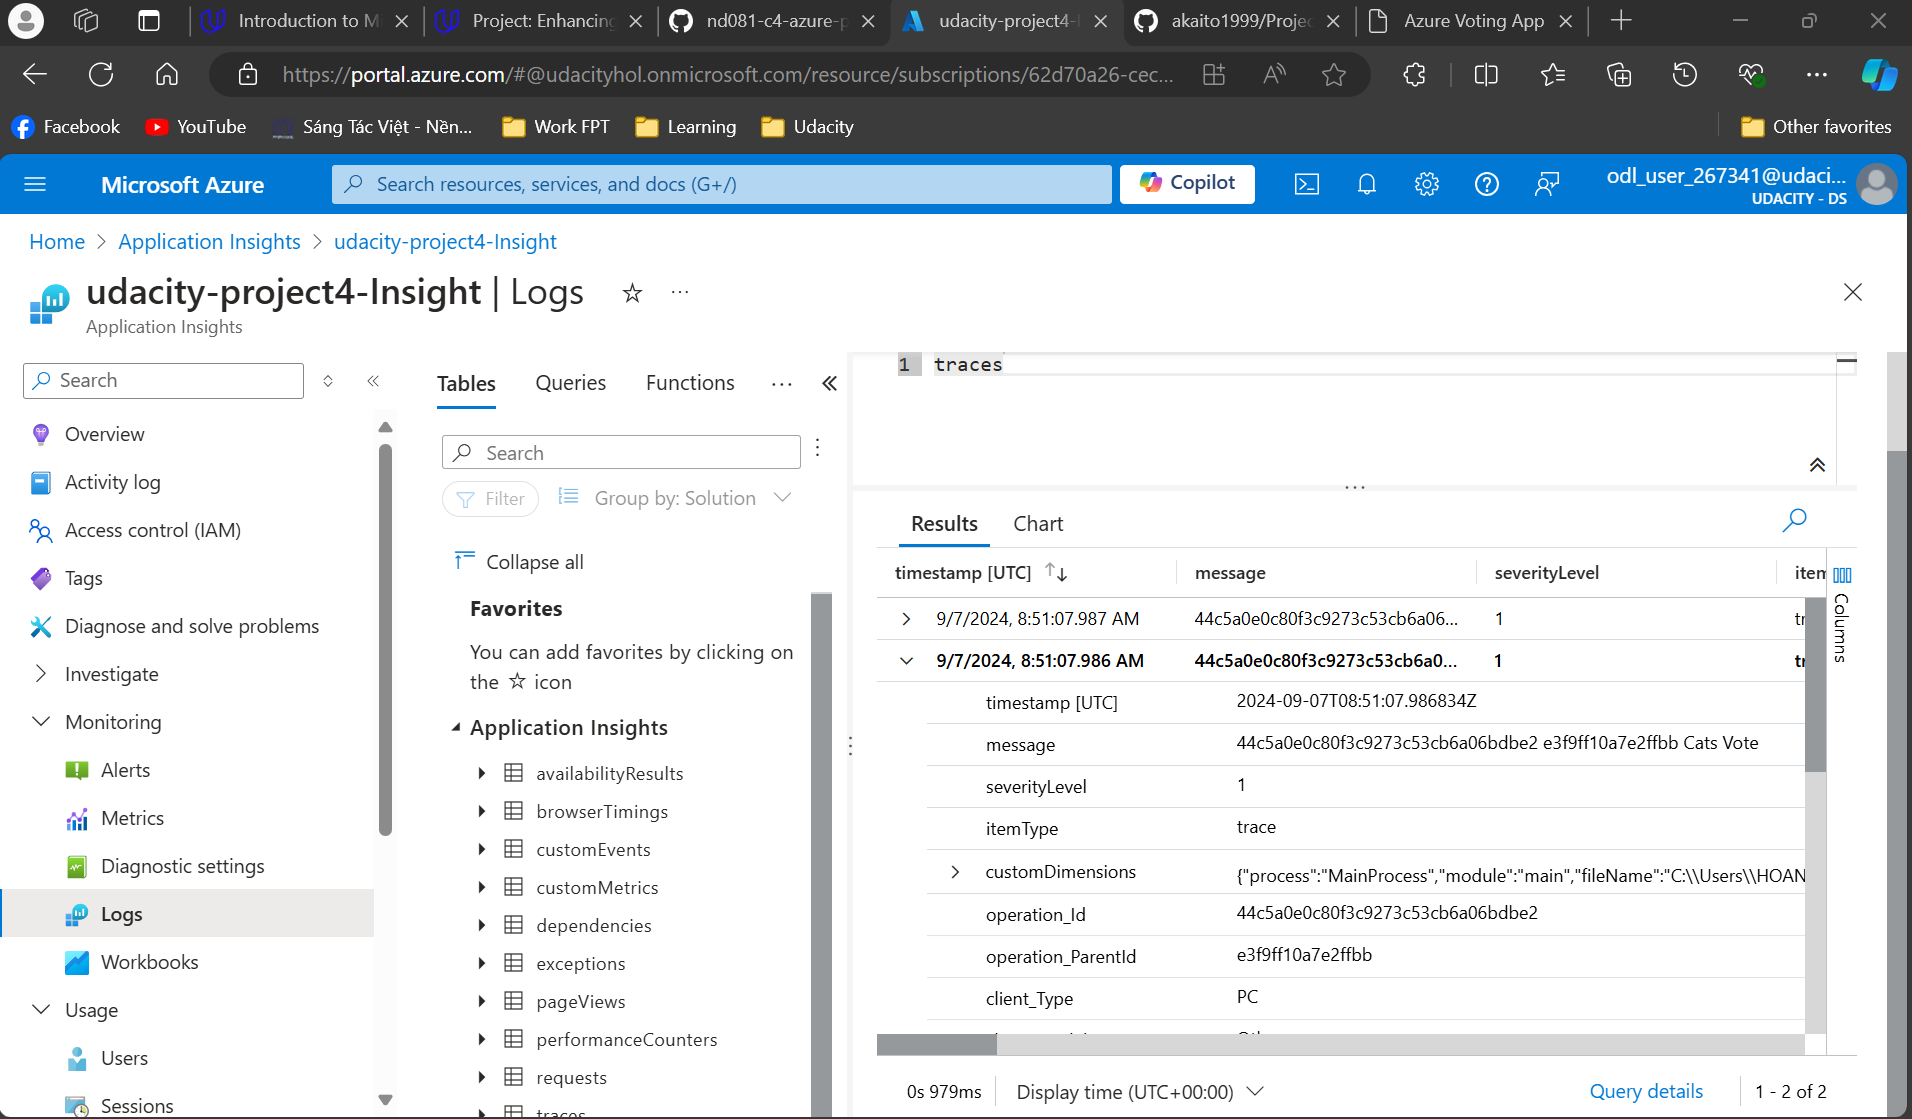 Introduction to Mi
Project: Enhancing
nd081-c4-azure-p
udacity-project4-I
akaito1999/Projec
Azure Voting App
https://portal.azure.com/#@udacityhol.onmicrosoft.com/resource/subscriptions/62d70a26-cec...
Facebook
YouTube
Sáng Tác Việt - Nền...
Work FPT
Learning
Udacity
Other favorites
Microsoft Azure
Search resources, services, and docs (G+/)
Copilot
odl_user_267341@udaci...
UDACITY - DS
Home > Application Insights > udacity-project4-Insight
udacity-project4-Insight | Logs
Application Insights
Search
Overview
Activity log
Access control (IAM)
Tags
Diagnose and solve problems
Investigate
Monitoring
Alerts
Metrics
Diagnostic settings
Logs
Workbooks
Usage
Users
Sessions
Tables Queries Functions
Search
Filter
Group by: Solution
Collapse all
Favorites
You can add favorites by clicking on
the ☆ icon
Application Insights
availabilityResults
browserTimings
customEvents
customMetrics
dependencies
exceptions
pageViews
performanceCounters
requests
traces
1 traces
Results Chart
timestamp [UTC] message severityLevel item
9/7/2024, 8:51:07.987 AM 44c5a0e0c80f3c9273c53cb6a06... 1 tr
9/7/2024, 8:51:07.986 AM 44c5a0e0c80f3c9273c53cb6a0... 1 tr
timestamp [UTC] 2024-09-07T08:51:07.986834Z
message 44c5a0e0c80f3c9273c53cb6a06bdbe2 e3f9ff10a7e2ffbb Cats Vote
severityLevel 1
itemType trace
customDimensions {"process":"MainProcess","module":"main","fileName":"C:\\Users\\HOAN
operation_Id 44c5a0e0c80f3c9273c53cb6a06bdbe2
operation_ParentId e3f9ff10a7e2ffbb
client_Type PC
Columns
0s 979ms
Display time (UTC+00:00)
Query details
1 - 2 of 2